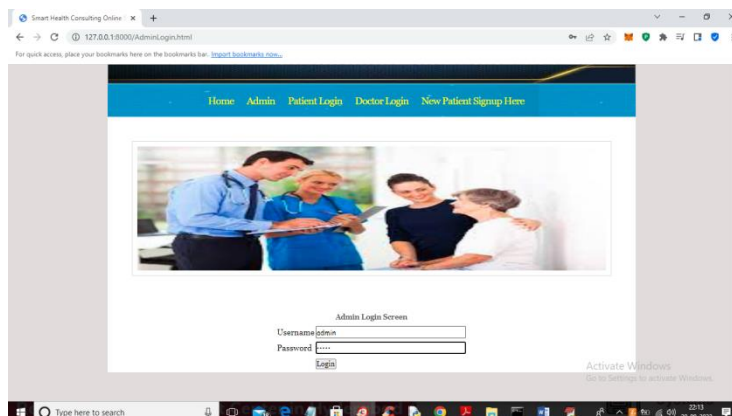 Smart Health Consulting Online
127.0.0.1:8000/AdminLogin.html
For quick access, place your bookmarks here on the bookmarks bar. Import bookmarks now...
Home Admin Patient Login Doctor Login New Patient Signup Here
Admin Login Screen
Username admin
Password •••••
Login
Activate Windows
Go to Settings to activate Windows.
Type here to search
22:13